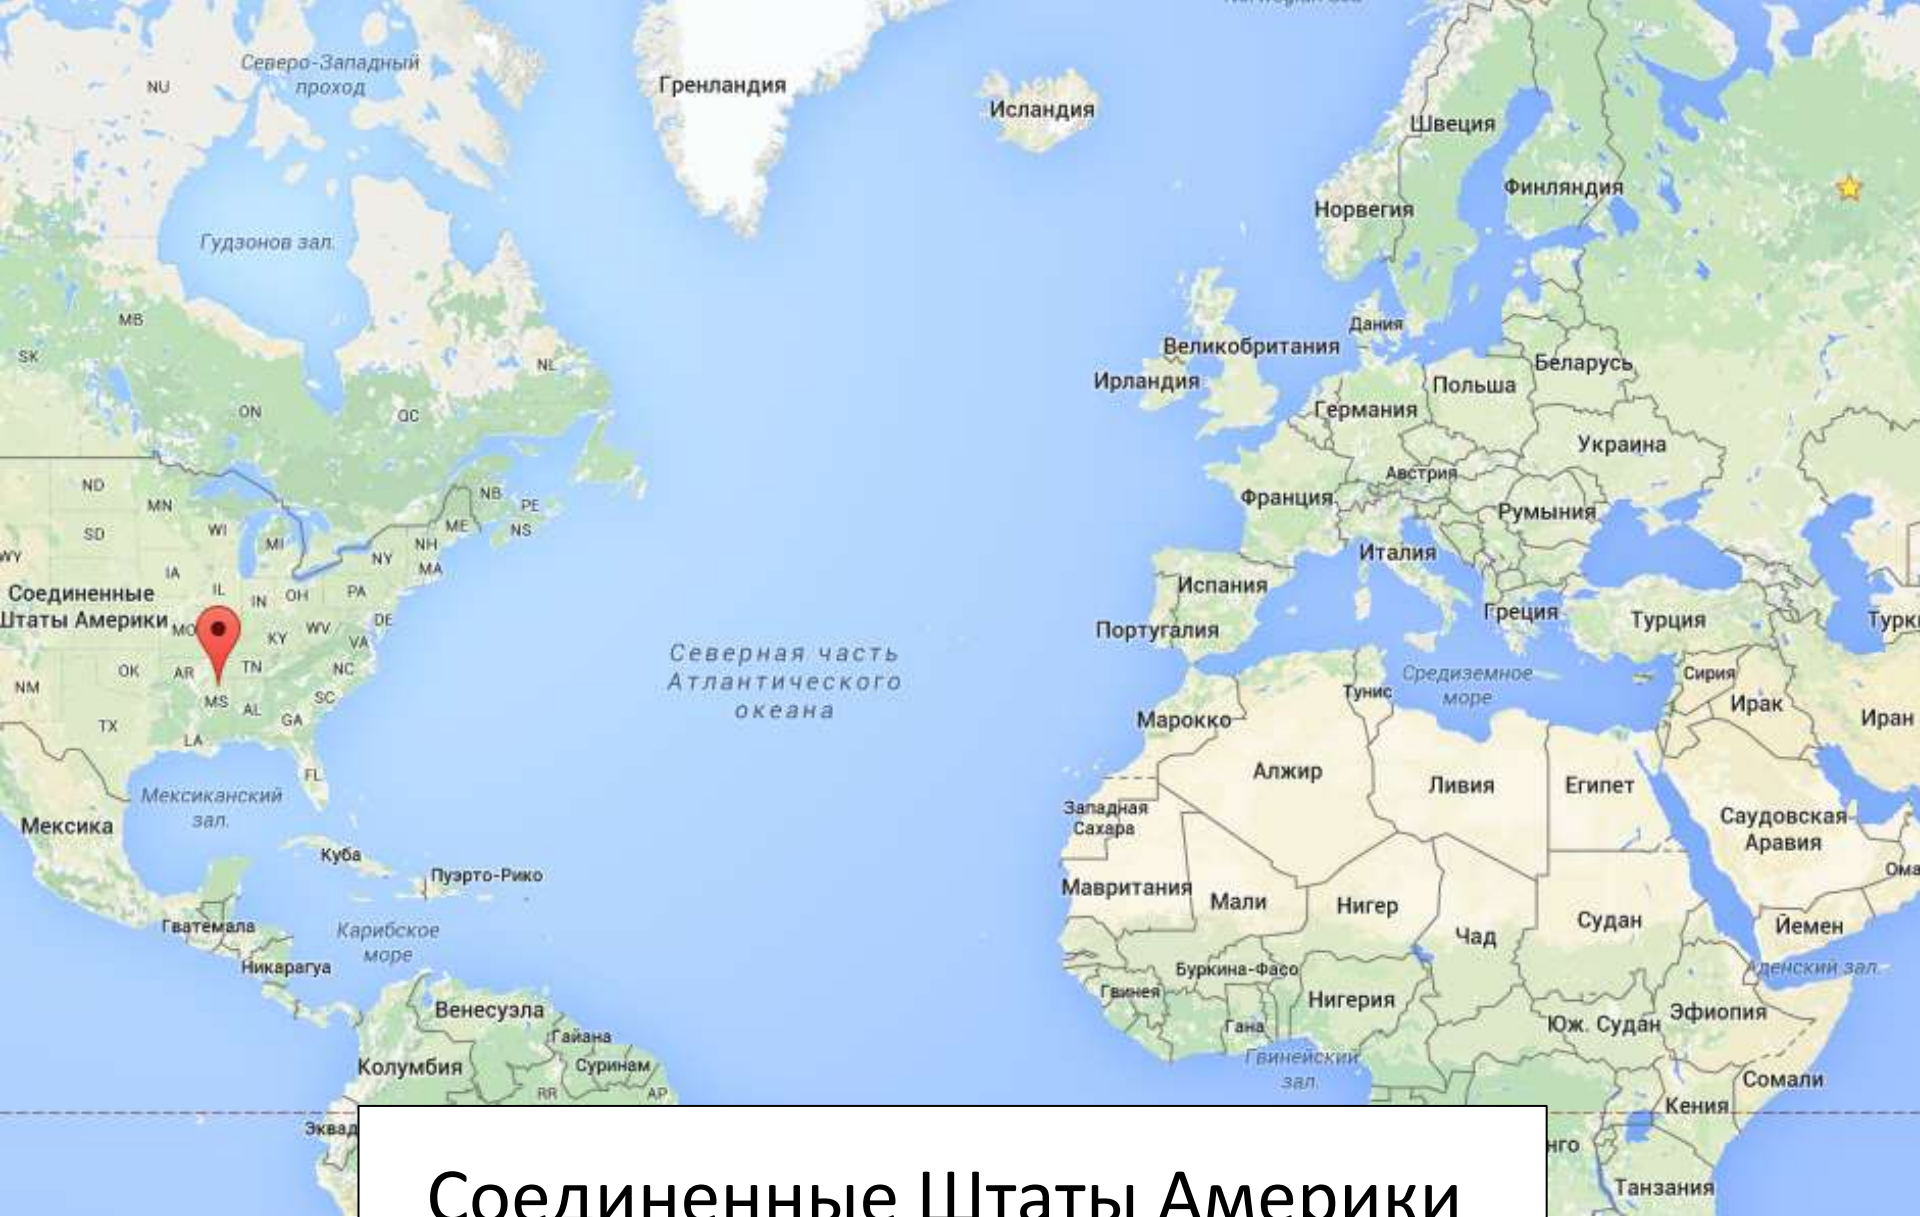 Северо-Западный
проход
NU
Гренландия
Исландия
Швеция
Финляндия
Норвегия
Гудзонов зал.
MB
SK
NL
ON
QC
Дания
Великобритания
Ирландия
Беларусь
Польша
Германия
Украина
Австрия
Франция
Румыния
Италия
Испания
Греция
Португалия
Турция
ND
MN
NB
PE
SD
WI
MI
ME
NS
NH
WY
NY
MA
IA
IL
IN
OH
PA
Соединенные
Штаты Америки
MO
KY
WV
VA
DE
OK
AR
TN
NC
NM
MS
AL
SC
GA
TX
LA
FL
Северная часть
Атлантического
океана
Средиземное
море
Тунис
Сирия
Ирак
Иран
Марокко
Алжир
Ливия
Египет
Саудовская
Аравия
Западная
Сахара
Мексиканский
зал.
Мексика
Куба
Пуэрто-Рико
Мавритания
Мали
Нигер
Чад
Судан
Йемен
Гватемала
Карибское
море
Никарагуа
Буркина-Фасо
Аденский зал.
Гвинея
Нигерия
Эфиопия
Венесуэла
Гайана
Гана
Юж. Судан
Колумбия
Суринам
Гвинейский
зал.
RR
AP
Сомали
Кения
Танзания
Соединенные Штаты Америки